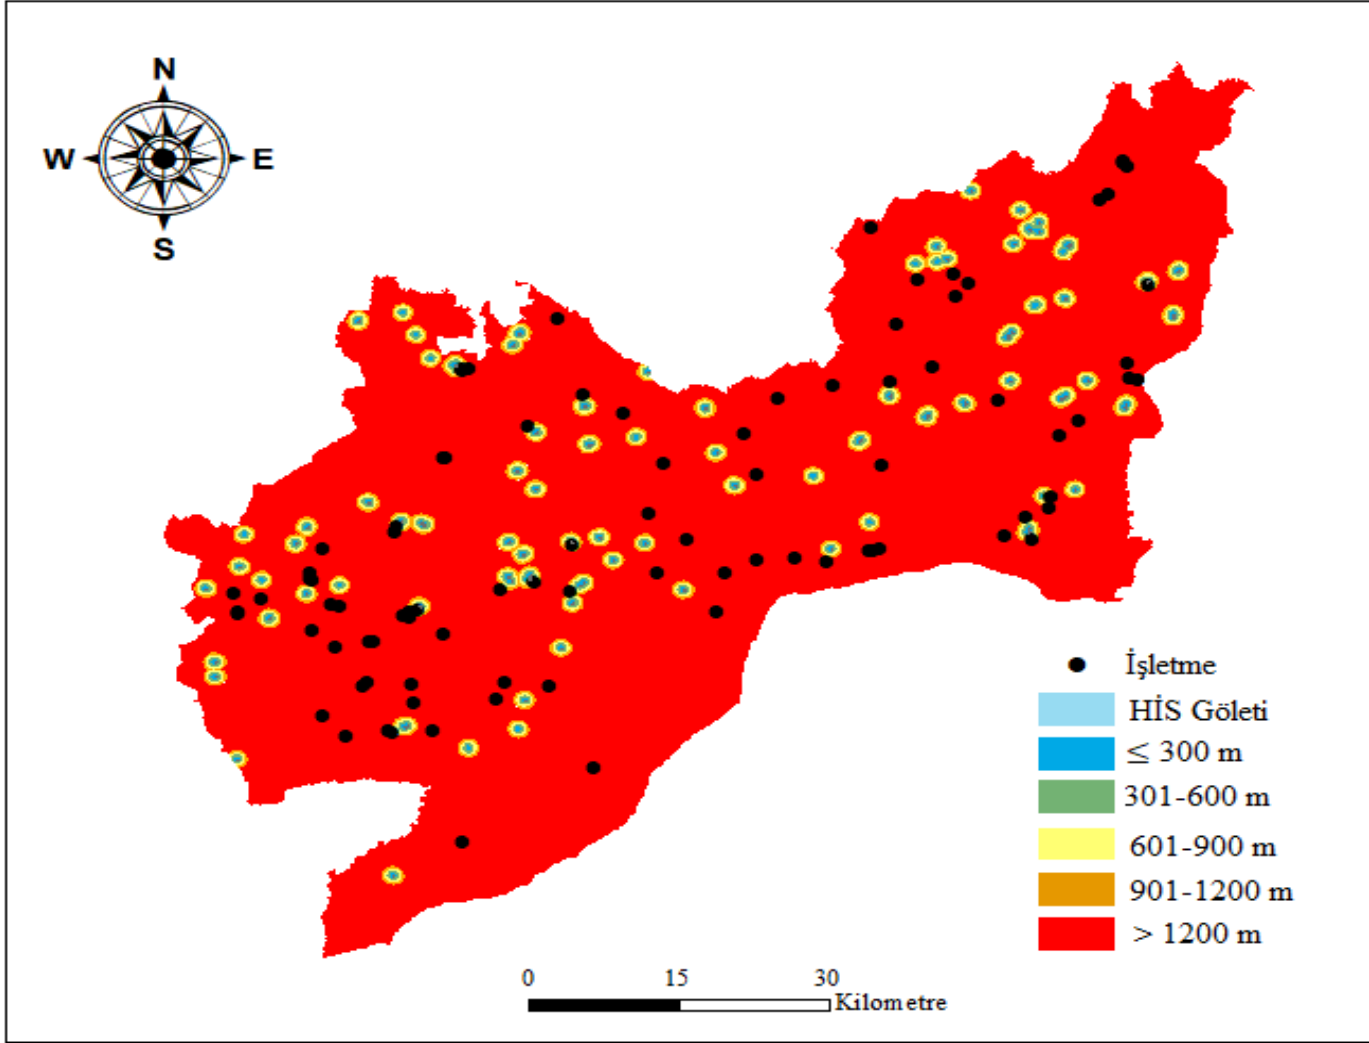 N
W E
S
İşletme
HİS Göleti
≤ 300 m
301-600 m
601-900 m
901-1200 m
> 1200 m
0 15 30
Kilometre